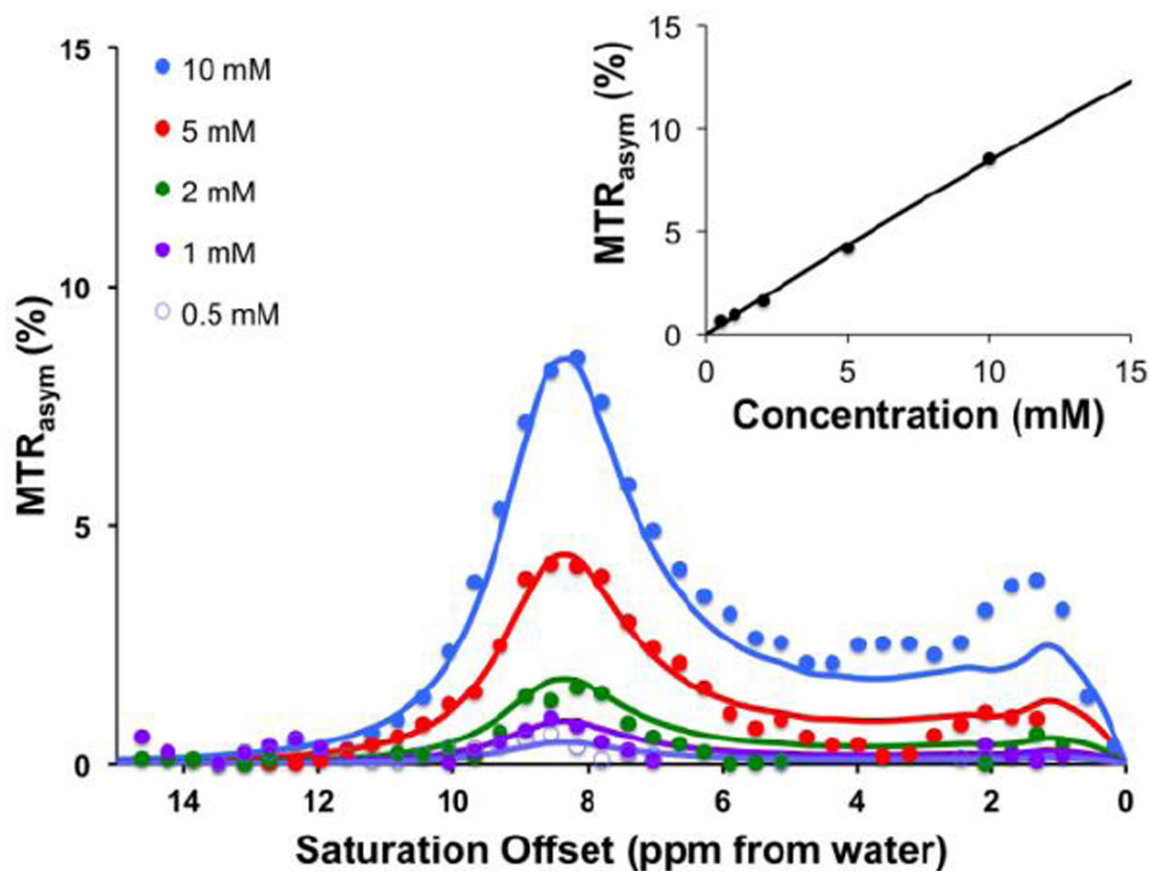 15
10 mM
5 mM
2 mM
1 mM
0.5 mM
10
5
0
MTRasym (%)
14 12 10 8 6 4 2 0
Saturation Offset (ppm from water)
15
10
5
0
MTRasym (%)
0 5 10 15
Concentration (mM)